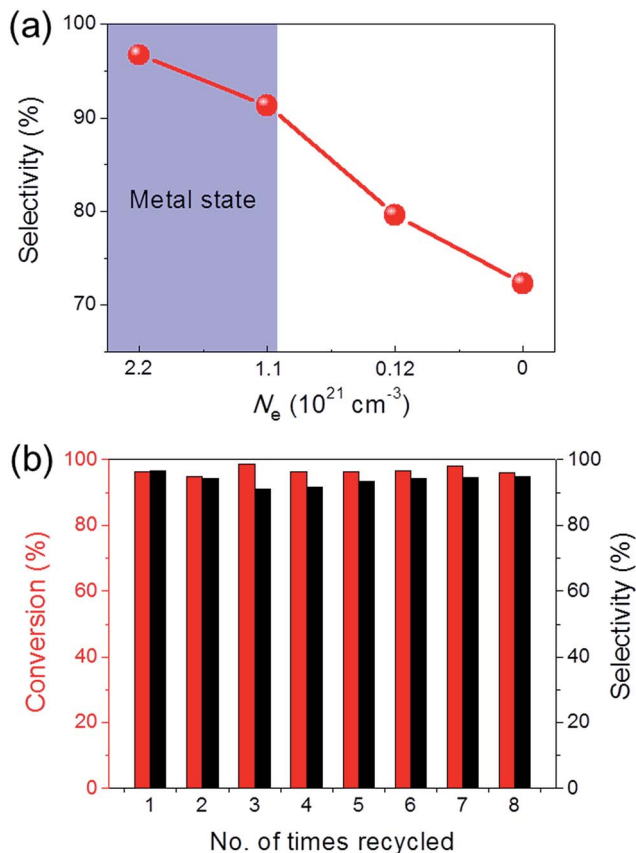 (a)
Selectivity (%)
100
90
80
70
Metal state
2.2 1.1 0.12 0
Nₑ (10²¹ cm⁻³)
(b)
Conversion (%)
100
80
60
40
20
0
100
80
60
40
20
0
Selectivity (%)
1 2 3 4 5 6 7 8
No. of times recycled